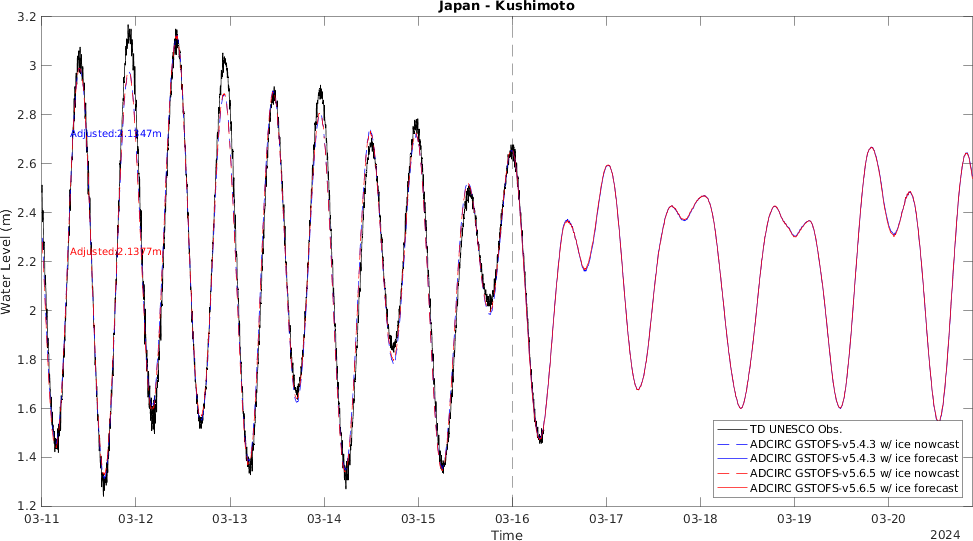 Japan - Kushimoto
3.2
3
2.8
2.6
2.4
2.2
2
1.8
1.6
1.4
1.2
Water Level (m)
Adjusted:2.1347m
Adjusted:2.1377m
TD UNESCO Obs.
ADCIRC GSTOFS-v5.4.3 w/ ice nowcast
ADCIRC GSTOFS-v5.4.3 w/ ice forecast
ADCIRC GSTOFS-v5.6.5 w/ ice nowcast
ADCIRC GSTOFS-v5.6.5 w/ ice forecast
03-11 03-12 03-13 03-14 03-15 03-16 03-17 03-18 03-19 03-20
Time
2024